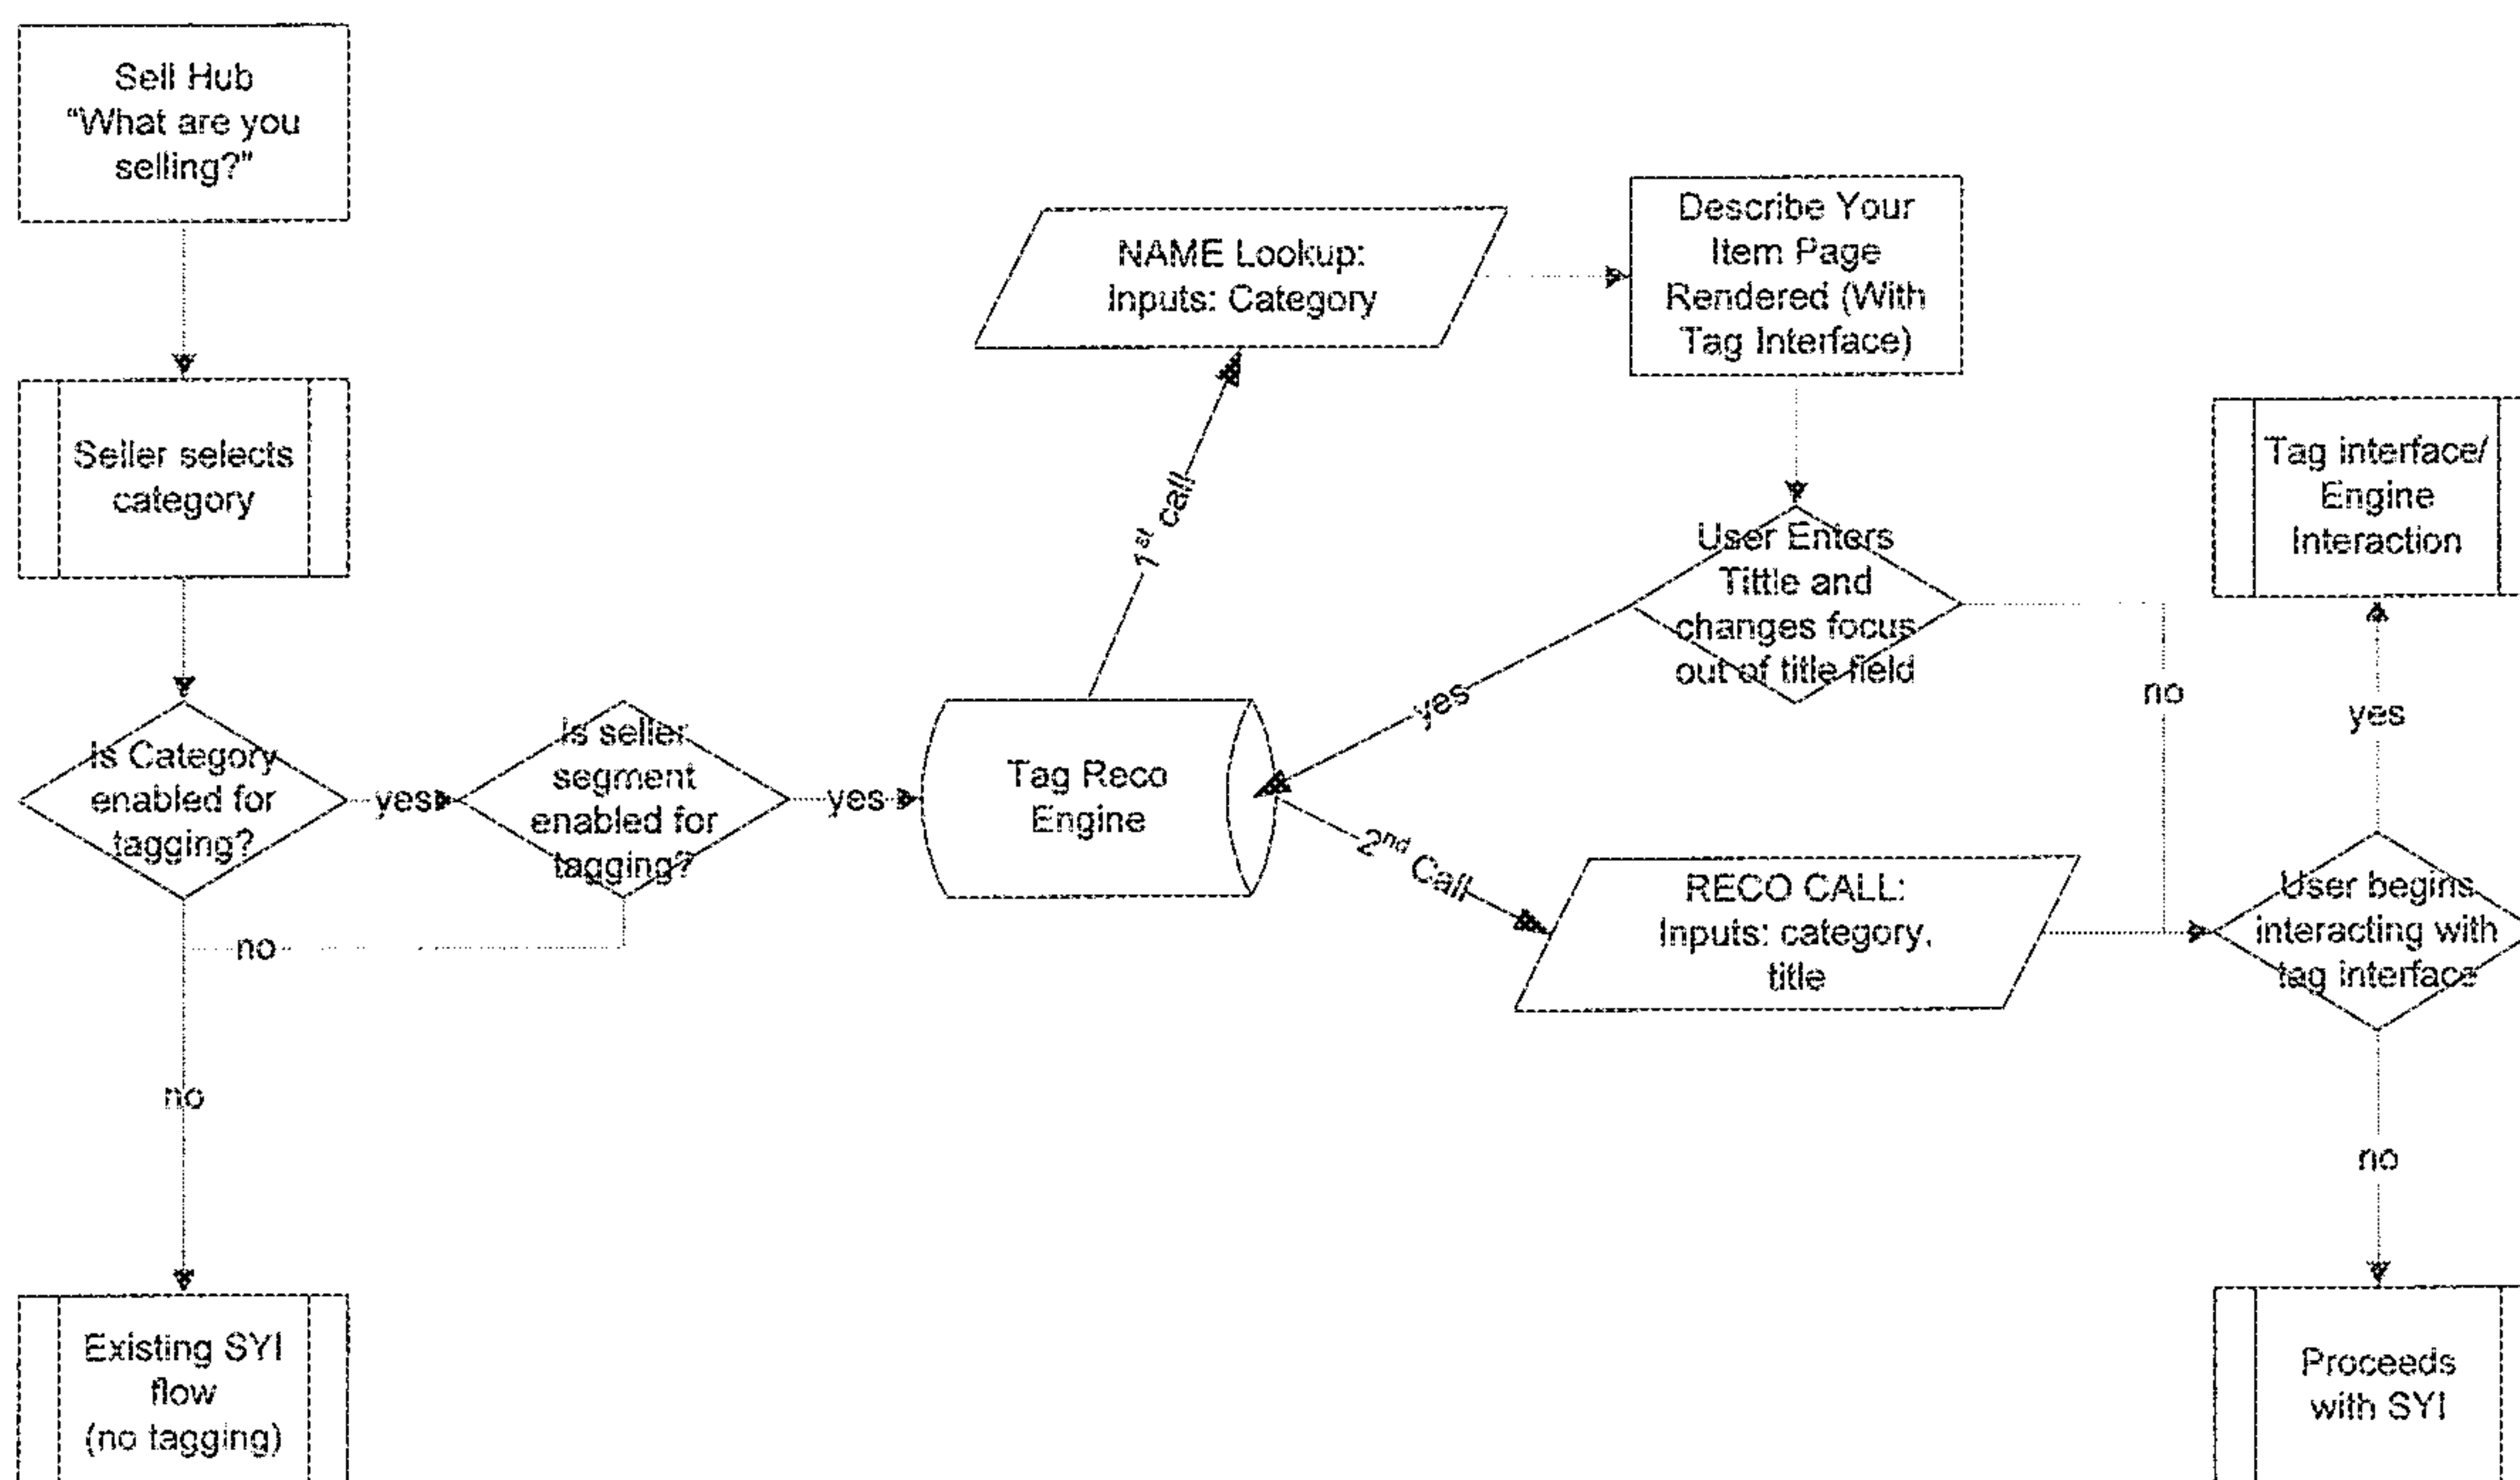 Sell Hub
“What are you
selling?”
Seller selects
category
Is Category
enabled for
tagging?
yes
no
Existing SYI
flow
(no tagging)
Is seller
segment
enabled for
tagging?
yes
no
Tag Reco
Engine
1st call
NAME Lookup:
Inputs: Category
Describe Your
Item Page
Rendered (With
Tag Interface)
User Enters
Tittle and
changes focus
out of title field
yes
no
2nd Call
RECO CALL:
Inputs: category,
title
User begins
interacting with
tag interface
yes
Tag interface/
Engine
Interaction
no
Proceeds
with SYI